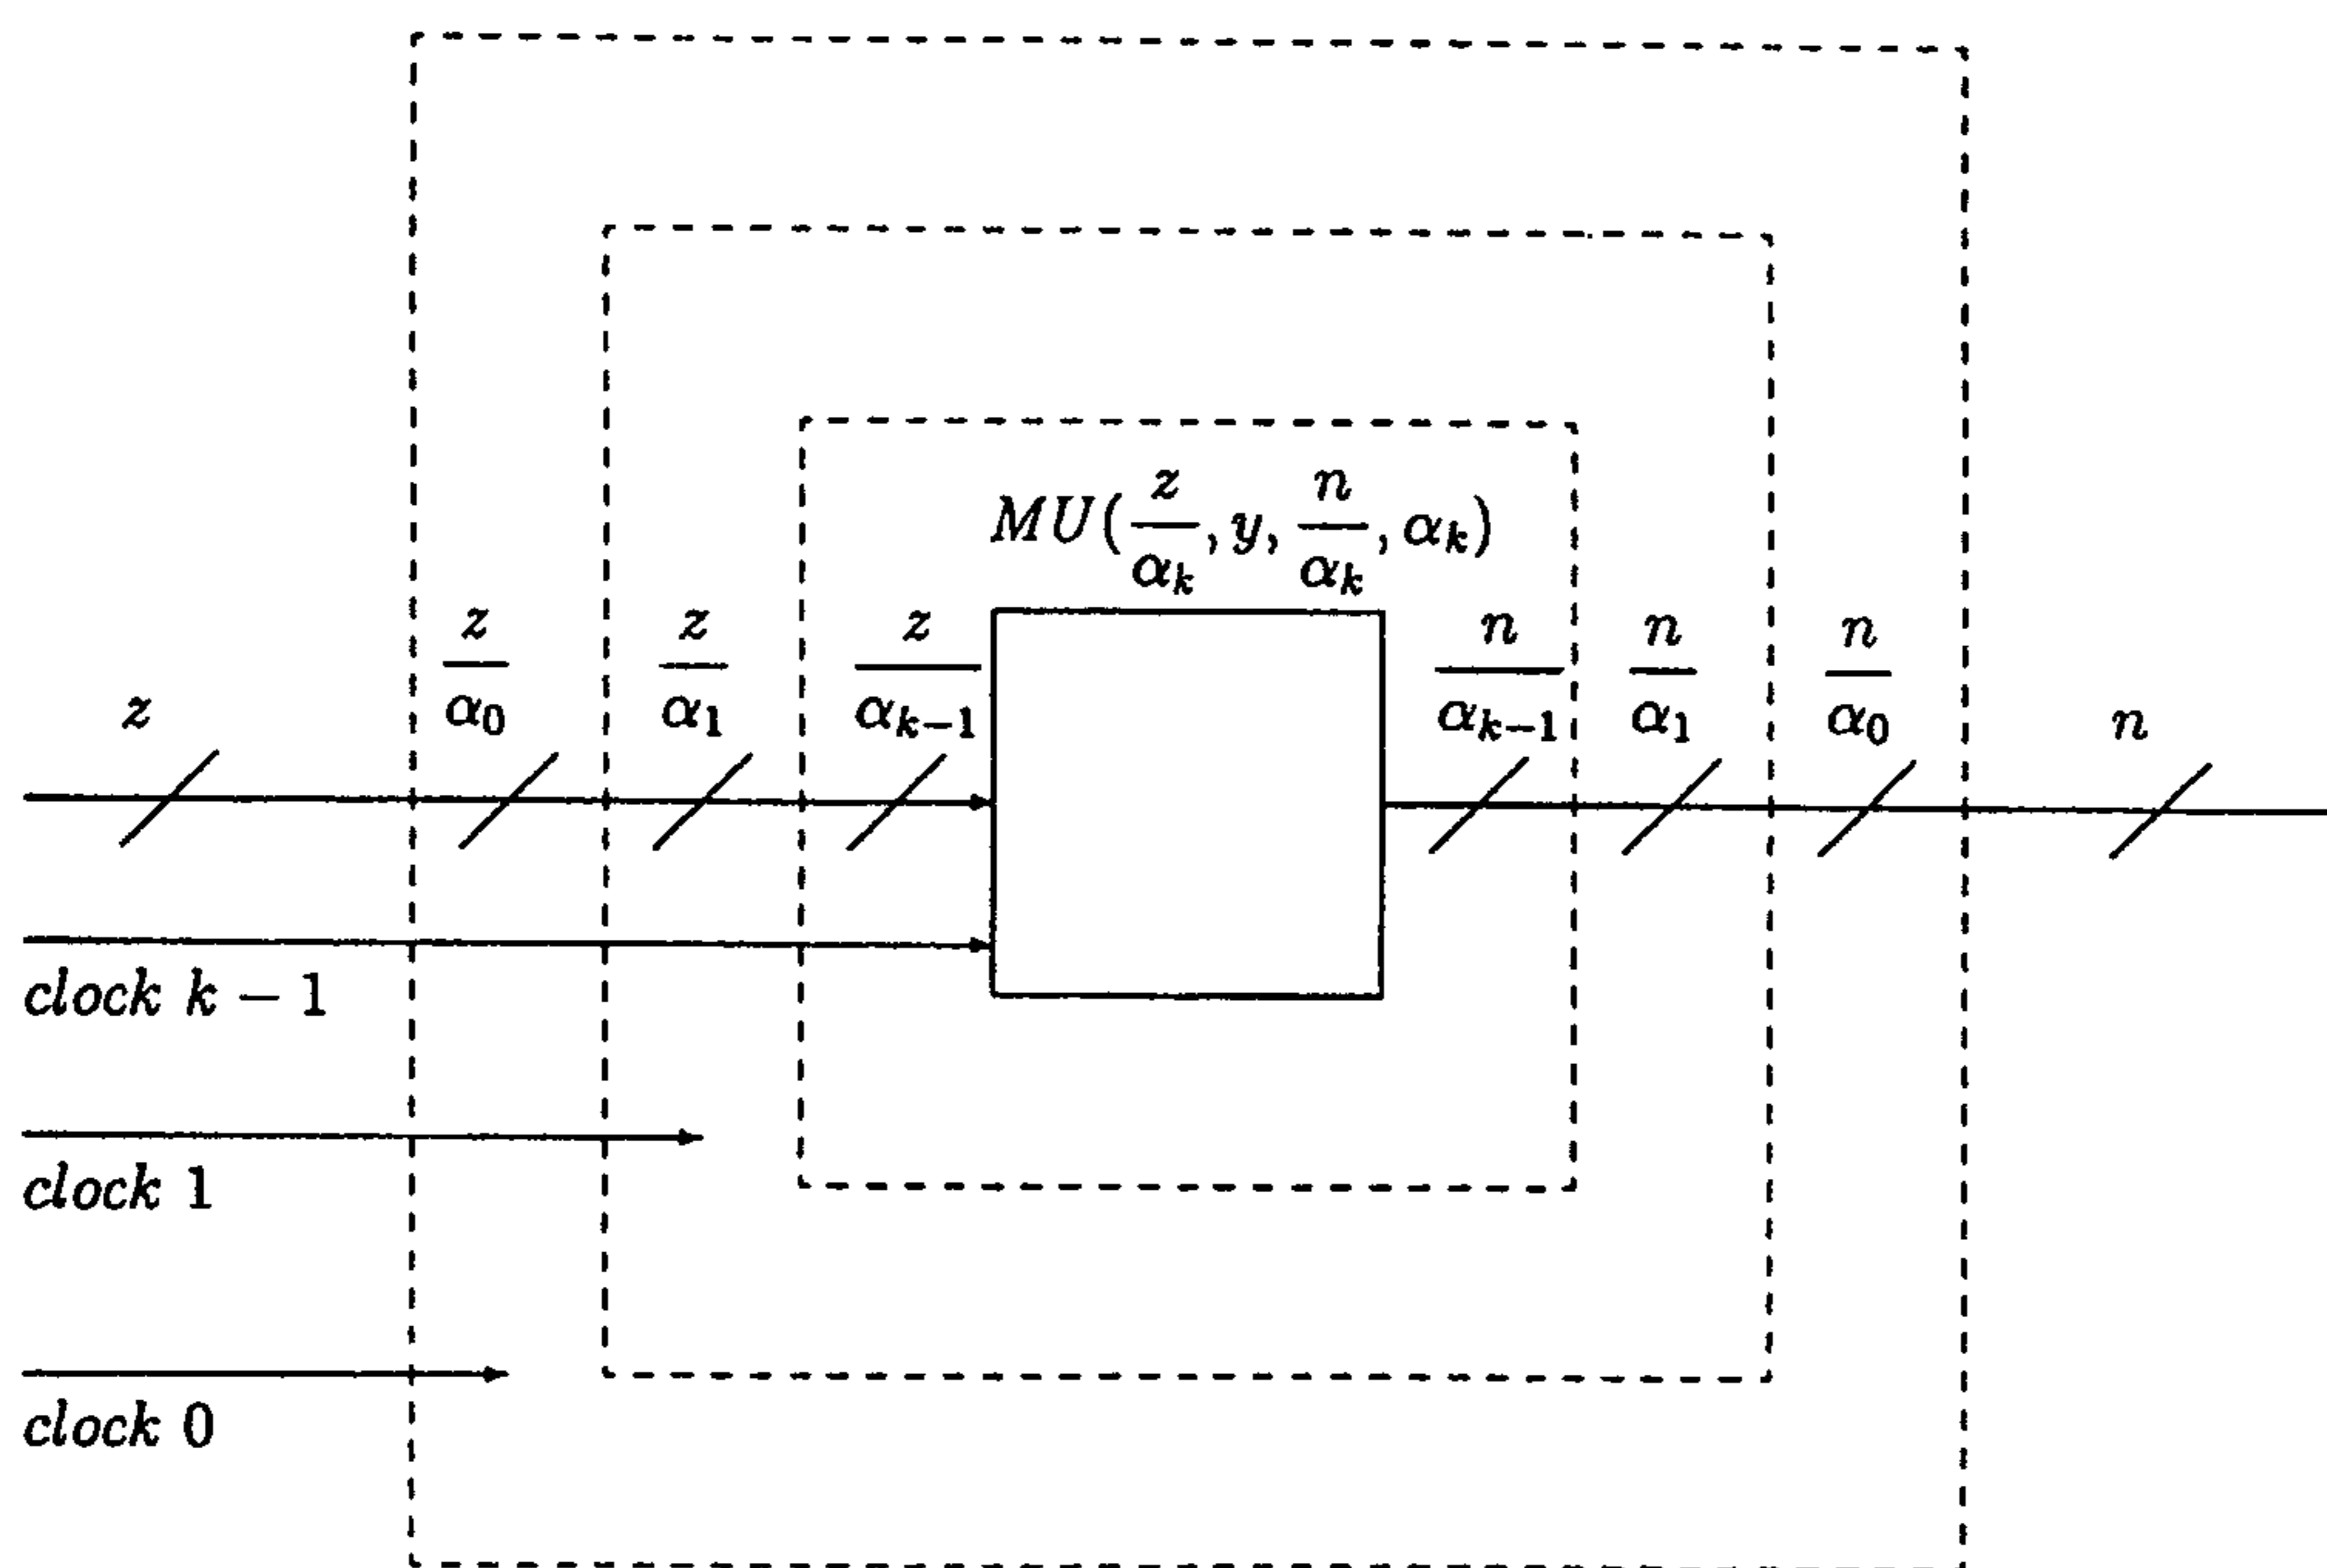 MU(z/α_k, y, n/α_k, α_k)
z z/α_0 z/α_1 z/α_{k−1} n/α_{k−1} n/α_1 n/α_0 n
clock k − 1
clock 1
clock 0